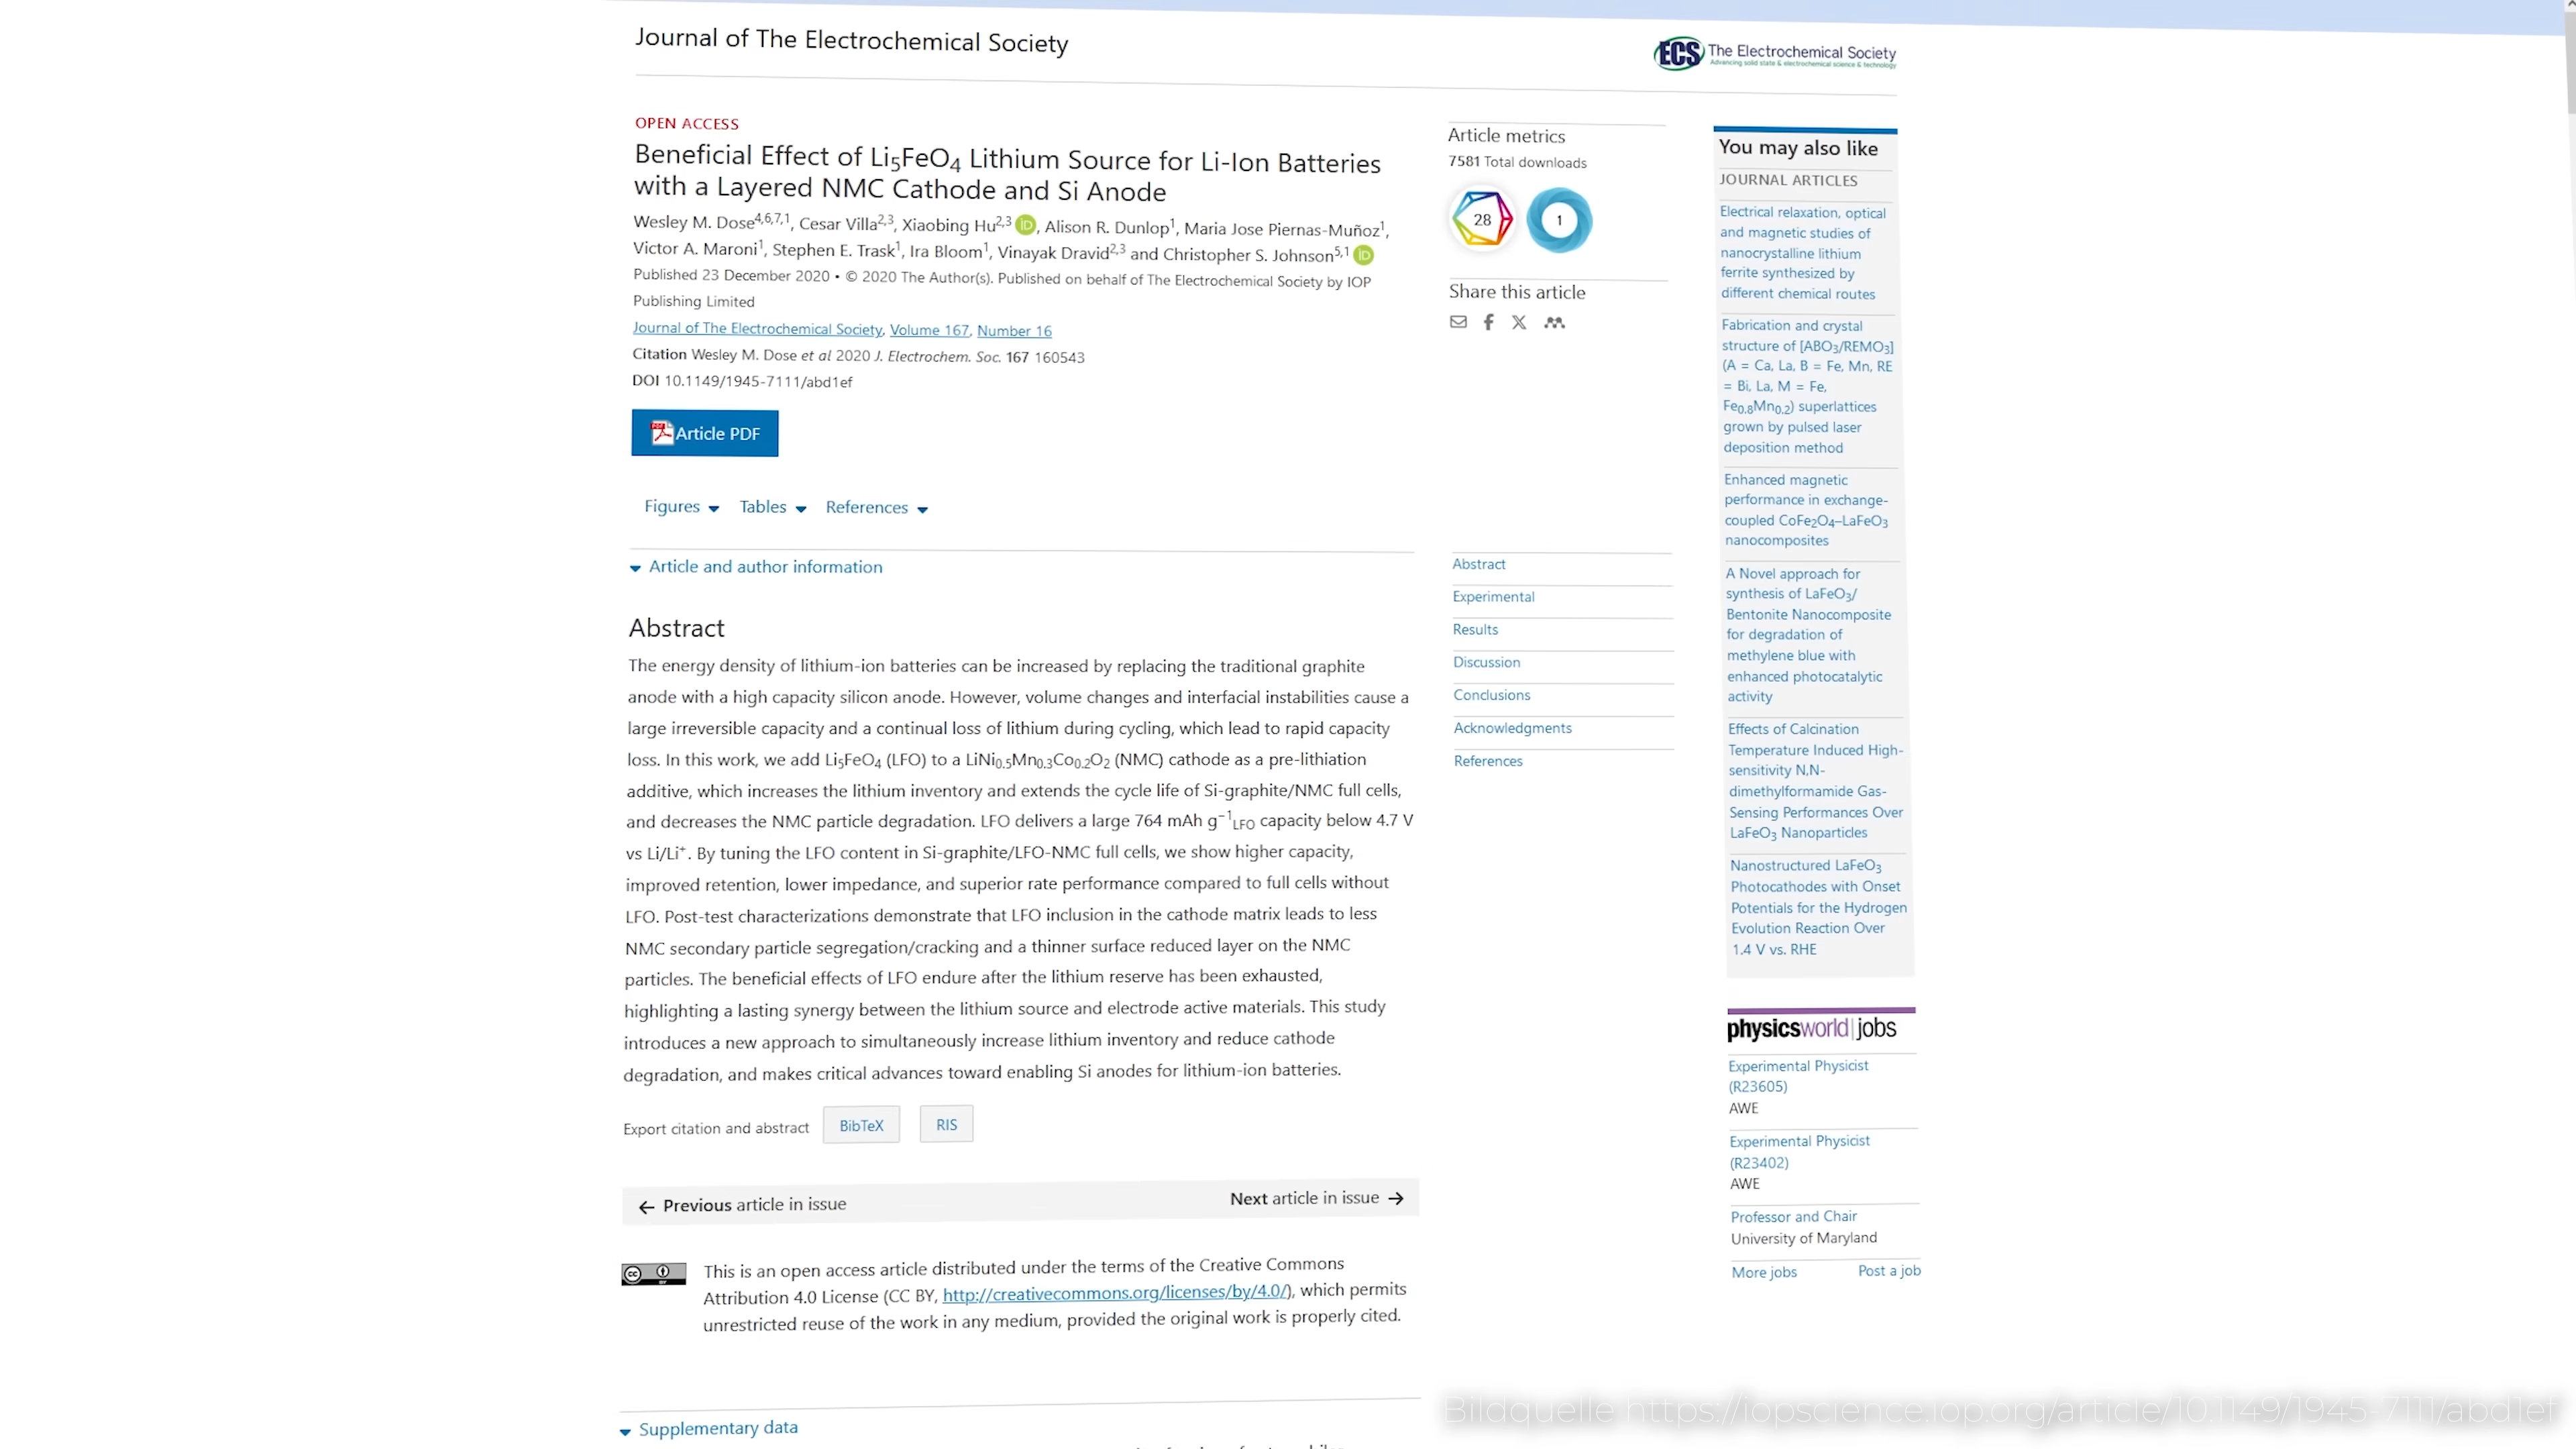 Journal of The Electrochemical Society
ECS The Electrochemical Society
Advancing solid state & electrochemical science & technology
OPEN ACCESS
Beneficial Effect of Li₅FeO₄ Lithium Source for Li-Ion Batteries
with a Layered NMC Cathode and Si Anode
Wesley M. Dose⁴,⁶,⁷,¹, Cesar Villa²,³, Xiaobing Hu²,³ iD, Alison R. Dunlop¹, Maria Jose Piernas-Muñoz¹,
Victor A. Maroni¹, Stephen E. Trask¹, Ira Bloom¹, Vinayak Dravid²,³ and Christopher S. Johnson⁵,¹ iD
Published 23 December 2020 • © 2020 The Author(s). Published on behalf of The Electrochemical Society by IOP
Publishing Limited
Journal of The Electrochemical Society, Volume 167, Number 16
Citation Wesley M. Dose et al 2020 J. Electrochem. Soc. 167 160543
DOI 10.1149/1945-7111/abd1ef
Article PDF
Figures Tables References
Article and author information
Abstract
The energy density of lithium-ion batteries can be increased by replacing the traditional graphite
anode with a high capacity silicon anode. However, volume changes and interfacial instabilities cause a
large irreversible capacity and a continual loss of lithium during cycling, which lead to rapid capacity
loss. In this work, we add Li₅FeO₄ (LFO) to a LiNi₀.₅Mn₀.₃Co₀.₂O₂ (NMC) cathode as a pre-lithiation
additive, which increases the lithium inventory and extends the cycle life of Si-graphite/NMC full cells,
and decreases the NMC particle degradation. LFO delivers a large 764 mAh g⁻¹LFO capacity below 4.7 V
vs Li/Li⁺. By tuning the LFO content in Si-graphite/LFO-NMC full cells, we show higher capacity,
improved retention, lower impedance, and superior rate performance compared to full cells without
LFO. Post-test characterizations demonstrate that LFO inclusion in the cathode matrix leads to less
NMC secondary particle segregation/cracking and a thinner surface reduced layer on the NMC
particles. The beneficial effects of LFO endure after the lithium reserve has been exhausted,
highlighting a lasting synergy between the lithium source and electrode active materials. This study
introduces a new approach to simultaneously increase lithium inventory and reduce cathode
degradation, and makes critical advances toward enabling Si anodes for lithium-ion batteries.
Export citation and abstract BibTeX RIS
← Previous article in issue
Next article in issue →
cc BY
This is an open access article distributed under the terms of the Creative Commons
Attribution 4.0 License (CC BY, http://creativecommons.org/licenses/by/4.0/), which permits
unrestricted reuse of the work in any medium, provided the original work is properly cited.
Supplementary data
Article metrics
7581 Total downloads
28
1
Share this article
Abstract
Experimental
Results
Discussion
Conclusions
Acknowledgments
References
You may also like
JOURNAL ARTICLES
Electrical relaxation, optical
and magnetic studies of
nanocrystalline lithium
ferrite synthesized by
different chemical routes
Fabrication and crystal
structure of [ABO₃/REMO₃]
(A = Ca, La, B = Fe, Mn, RE
= Bi, La, M = Fe,
Fe₀.₈Mn₀.₂) superlattices
grown by pulsed laser
deposition method
Enhanced magnetic
performance in exchange-
coupled CoFe₂O₄–LaFeO₃
nanocomposites
A Novel approach for
synthesis of LaFeO₃/
Bentonite Nanocomposite
for degradation of
methylene blue with
enhanced photocatalytic
activity
Effects of Calcination
Temperature Induced High-
sensitivity N,N-
dimethylformamide Gas-
Sensing Performances Over
LaFeO₃ Nanoparticles
Nanostructured LaFeO₃
Photocathodes with Onset
Potentials for the Hydrogen
Evolution Reaction Over
1.4 V vs. RHE
physicsworld|jobs
Experimental Physicist
(R23605)
AWE
Experimental Physicist
(R23402)
AWE
Professor and Chair
University of Maryland
More jobs Post a job
Bildquelle https://iopscience.iop.org/article/10.1149/1945-7111/abd1ef